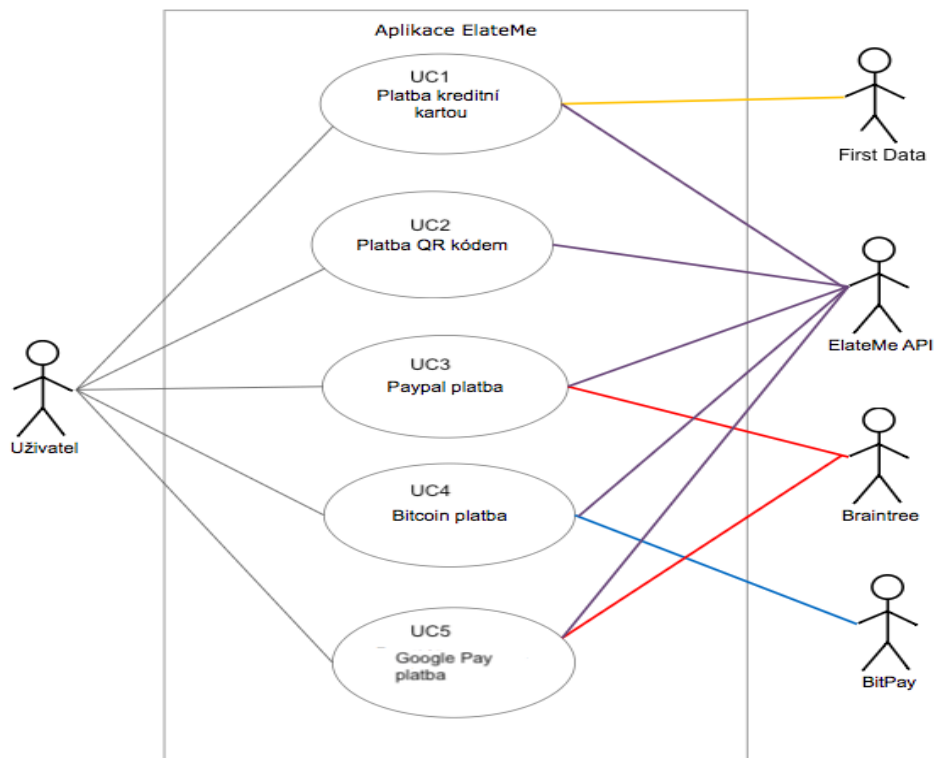 Aplikace ElateMe
UC1
Platba kreditní
kartou
First Data
UC2
Platba QR kódem
ElateMe API
UC3
Paypal platba
Uživatel
UC4
Bitcoin platba
Braintree
UC5
Google Pay
platba
BitPay